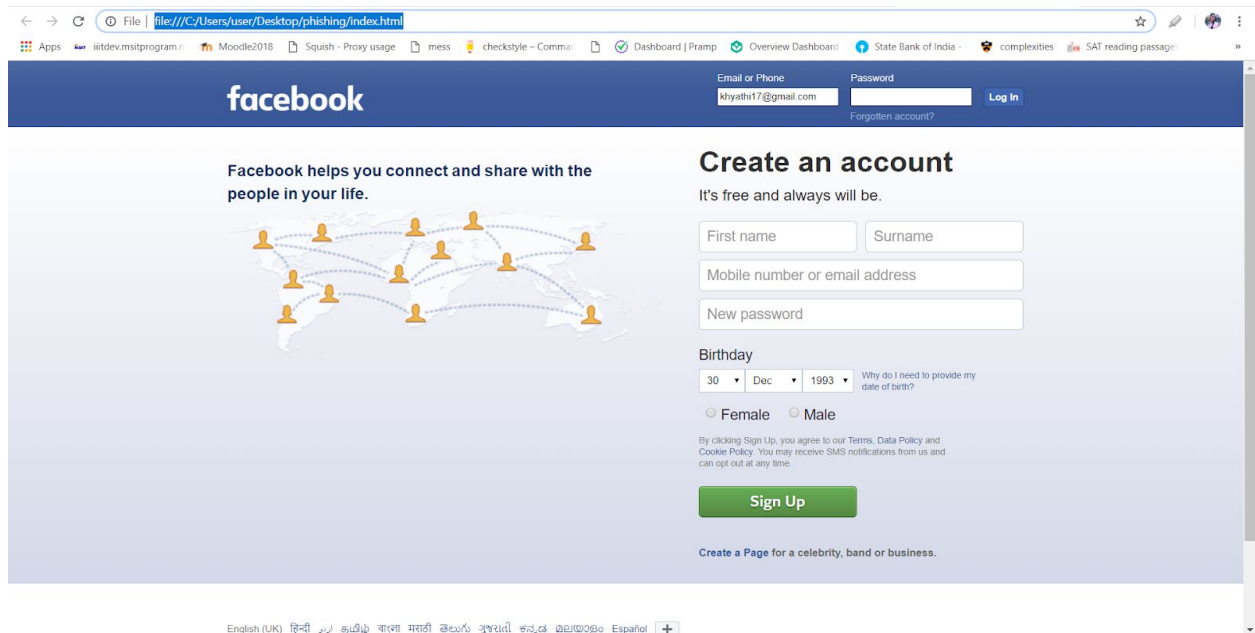 File | file:///C:/Users/user/Desktop/phishing/index.html
Apps iiitdev.msitprogram.n Moodle2018 Squish - Proxy usage mess checkstyle – Comma Dashboard | Pramp Overview Dashboard State Bank of India - complexities SAT reading passage »
facebook
Email or Phone Password
khyathi17@gmail.com Log In
Forgotten account?
Facebook helps you connect and share with the
people in your life.
Create an account
It's free and always will be.
First name Surname
Mobile number or email address
New password
Birthday
30 Dec 1993 Why do I need to provide my
date of birth?
Female Male
By clicking Sign Up, you agree to our Terms, Data Policy and
Cookie Policy. You may receive SMS notifications from us and
can opt out at any time.
Sign Up
Create a Page for a celebrity, band or business.
English (UK) हिन्दी اردو தமிழ் বাংলা मराठी తెలుగు ગુજરાતી ಕನ್ನಡ മലയാളം Español +